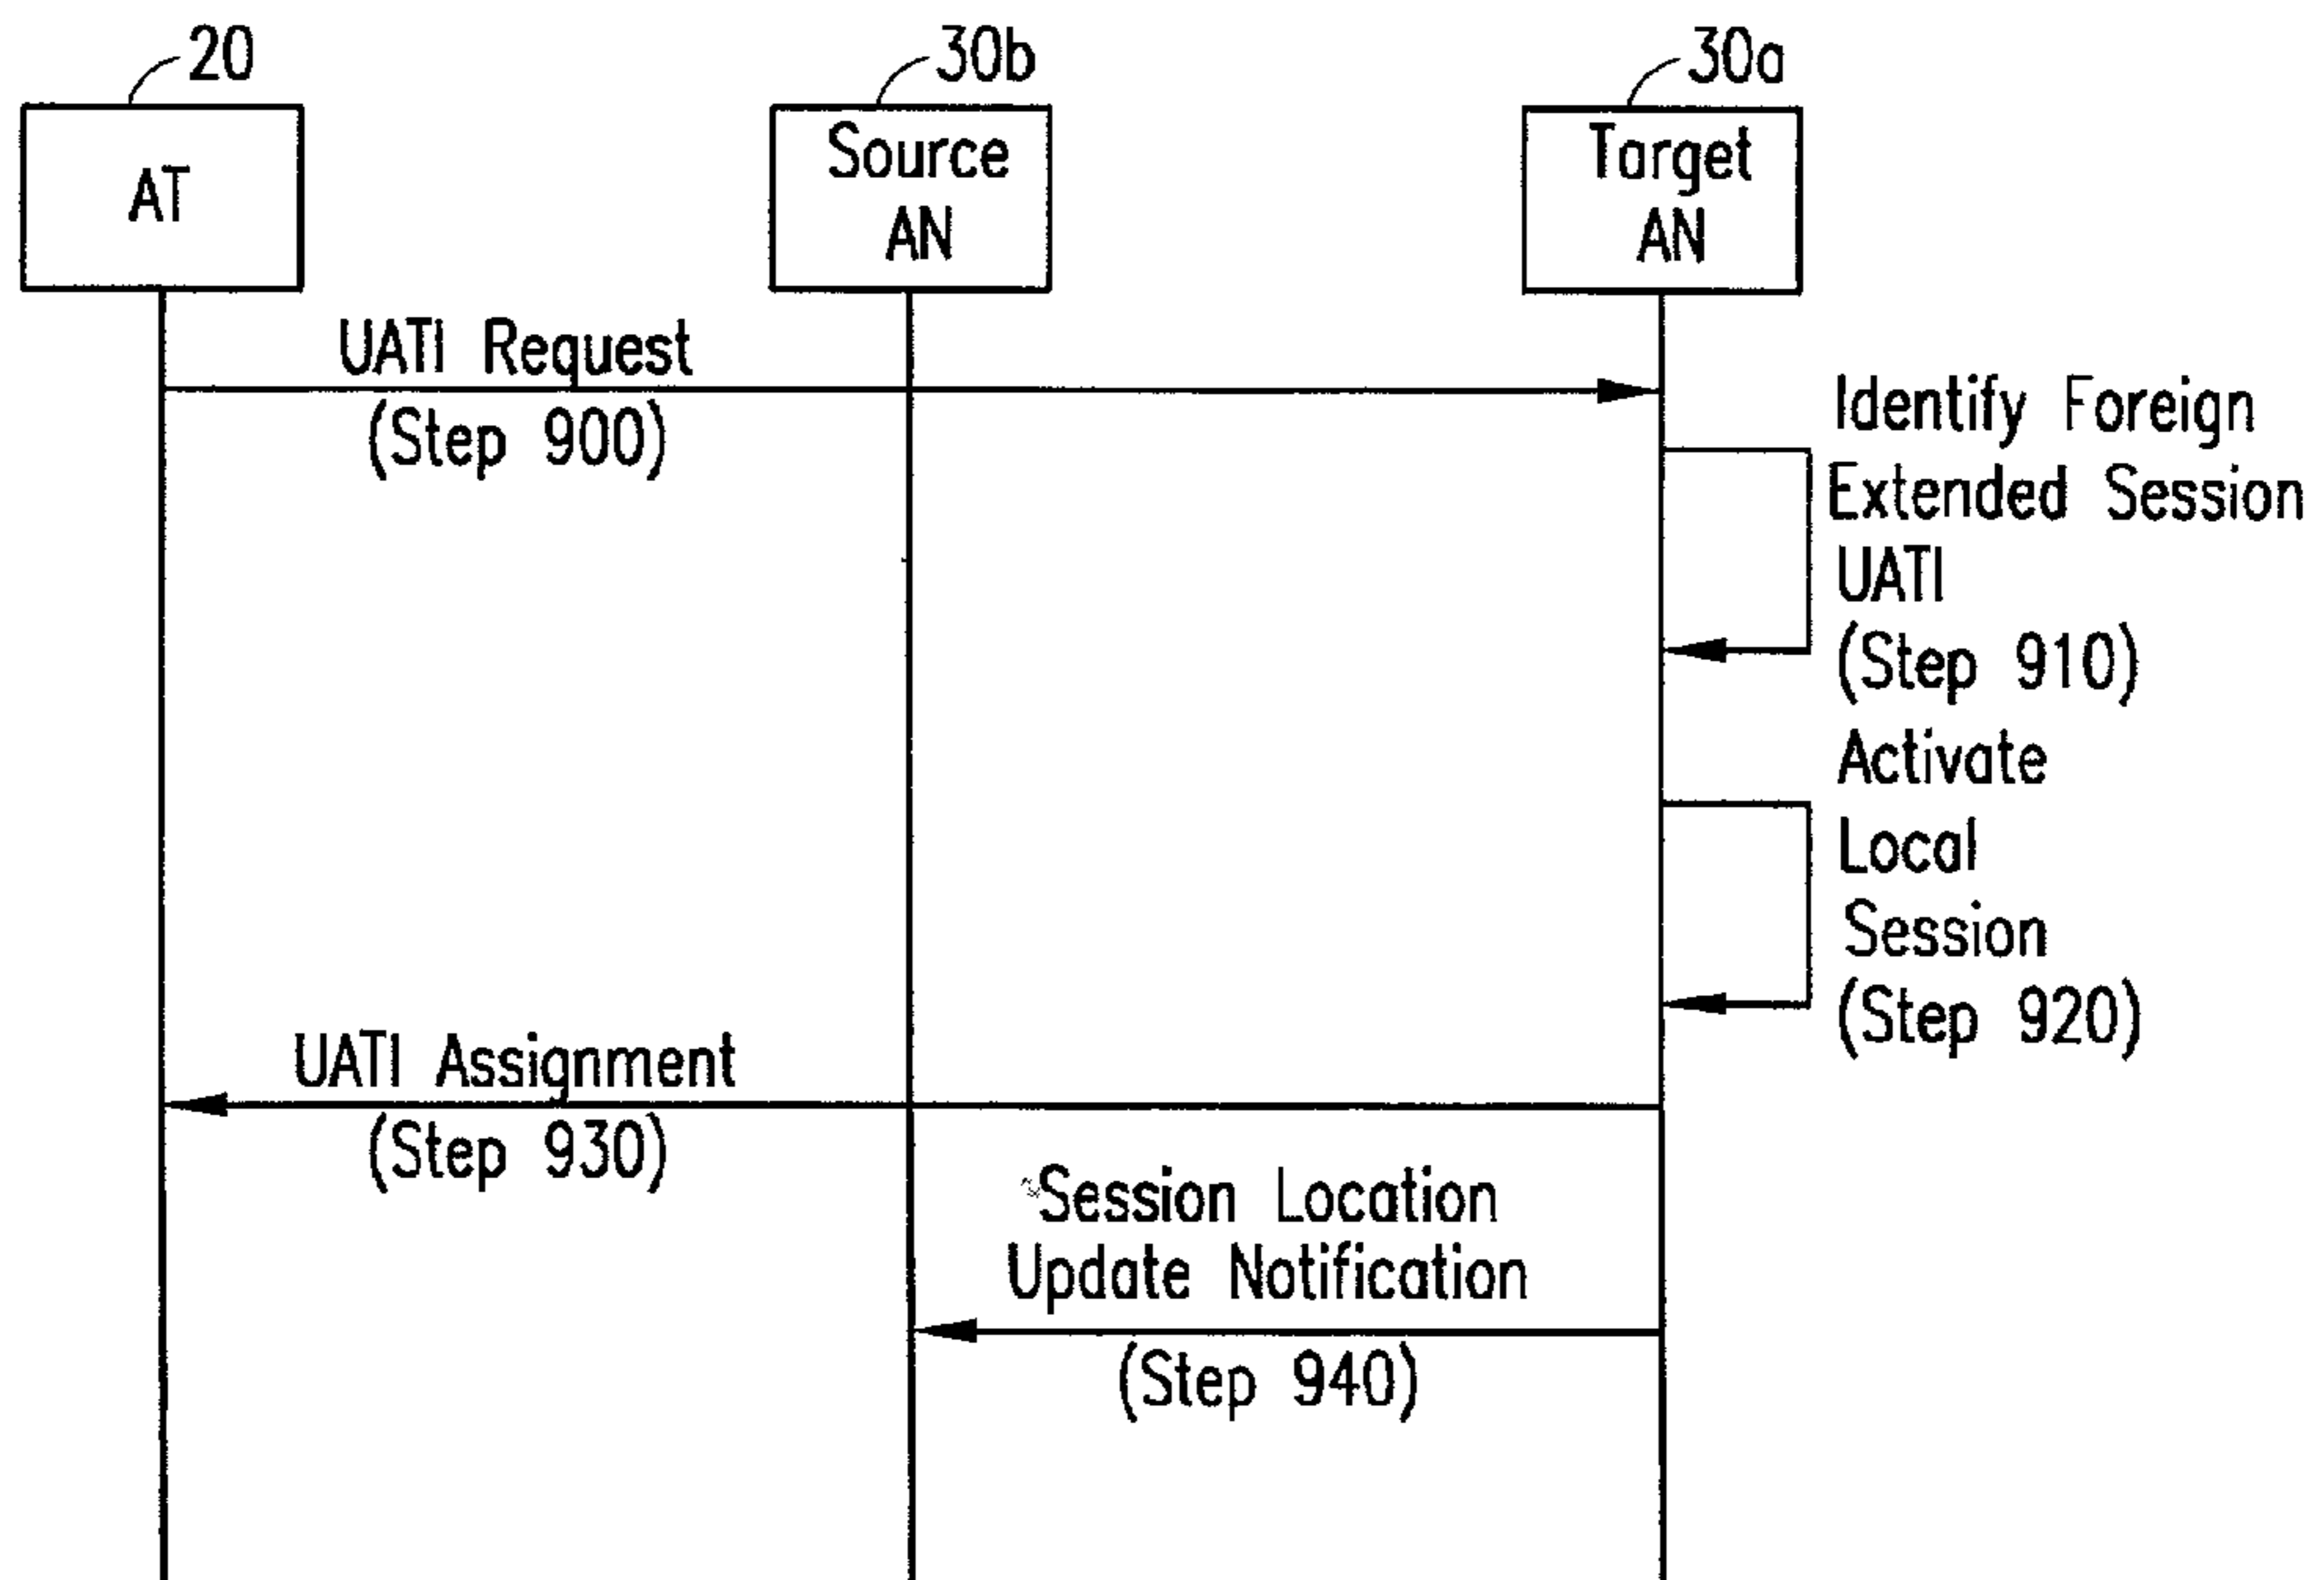 20
30b
30a
AT
Source
AN
Target
AN
UATI Request
(Step 900)
Identify Foreign
Extended Session
UATI
(Step 910)
Activate
Local
Session
(Step 920)
UATI Assignment
(Step 930)
Session Location
Update Notification
(Step 940)